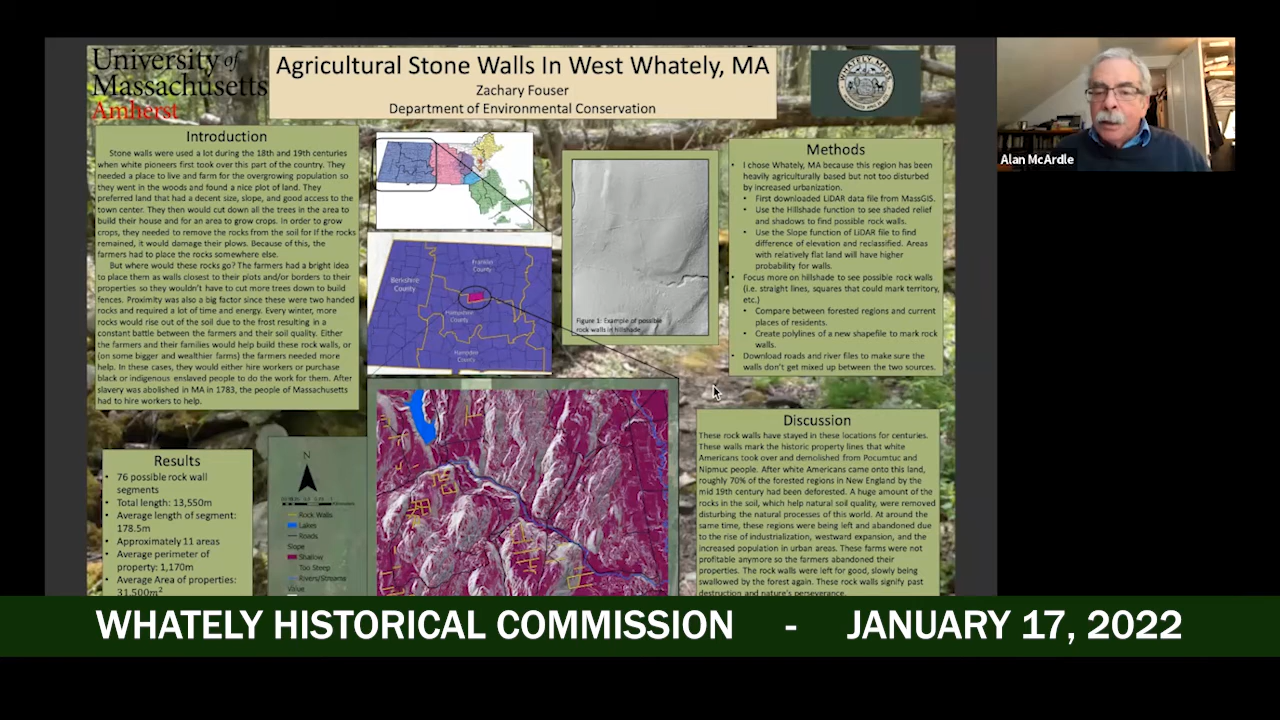 University of
Massachusetts
Amherst
Agricultural Stone Walls In West Whately, MA
Zachary Fouser
Department of Environmental Conservation
WHATELY MASS
Alan McArdle
Introduction
Stone walls were used a lot during the 18th and 19th centuries
when white pioneers first took over this part of the country. They
needed a place to live and farm for the overgrowing population so
they went in the woods and found a nice plot of land. They
preferred land that had a decent size, slope, and good access to the
town center. They then would cut down all the trees in the area to
build their house and for an area to grow crops. In order to grow
crops, they needed to remove the rocks from the soil for if the rocks
remained, it would damage their plows. Because of this, the
farmers had to place the rocks somewhere else.
But where would these rocks go? The farmers had a bright idea
to place them as walls closest to their plots and/or borders to their
properties so they wouldn't have to cut more trees down to build
fences. Proximity was also a big factor since these were two handed
rocks and required a lot of time and energy. Every winter, more
rocks would rise out of the soil due to the frost resulting in a
constant battle between the farmers and their soil quality. Either
the farmers and their families would help build these rock walls, or
(on some bigger and wealthier farms) the farmers needed more
help. In these cases, they would either hire workers or purchase
black or indigenous enslaved people to do the work for them. After
slavery was abolished in MA in 1783, the people of Massachusetts
had to hire workers to help.
Franklin
County
Berkshire
County
Hampshire
County
Hampden
County
Figure 1: Example of possible
rock walls in hillshade
Methods
• I chose Whately, MA because this region has been
heavily agriculturally based but not too disturbed
by increased urbanization.
• First downloaded LiDAR data file from MassGIS.
• Use the Hillshade function to see shaded relief
and shadows to find possible rock walls.
• Use the Slope function of LiDAR file to find
difference of elevation and reclassified. Areas
with relatively flat land will have higher
probability for walls.
• Focus more on hillshade to see possible rock walls
(i.e. straight lines, squares that could mark territory,
etc.)
• Compare between forested regions and current
places of residents.
• Create polylines of a new shapefile to mark rock
walls.
• Download roads and river files to make sure the
walls don't get mixed up between the two sources.
Results
• 76 possible rock wall
segments
• Total length: 13,550m
• Average length of segment:
178.5m
• Approximately 11 areas
• Average perimeter of
property: 1,170m
• Average Area of properties:
31,500m²
N
Rock Walls
Lakes
Roads
Slope
Shallow
Too Steep
Rivers/Streams
Value
Discussion
These rock walls have stayed in these locations for centuries.
These walls mark the historic property lines that white
Americans took over and demolished from Pocumtuc and
Nipmuc people. After white Americans came onto this land,
roughly 70% of the forested regions in New England by the
mid 19th century had been deforested. A huge amount of the
rocks in the soil, which help natural soil quality, were removed
disturbing the natural processes of this world. At around the
same time, these regions were being left and abandoned due
to the rise of industrialization, westward expansion, and the
increased population in urban areas. These farms were not
profitable anymore so the farmers abandoned their
properties. The rock walls were left for good, slowly being
swallowed by the forest again. These rock walls signify past
destruction and nature's perseverance.
WHATELY HISTORICAL COMMISSION - JANUARY 17, 2022